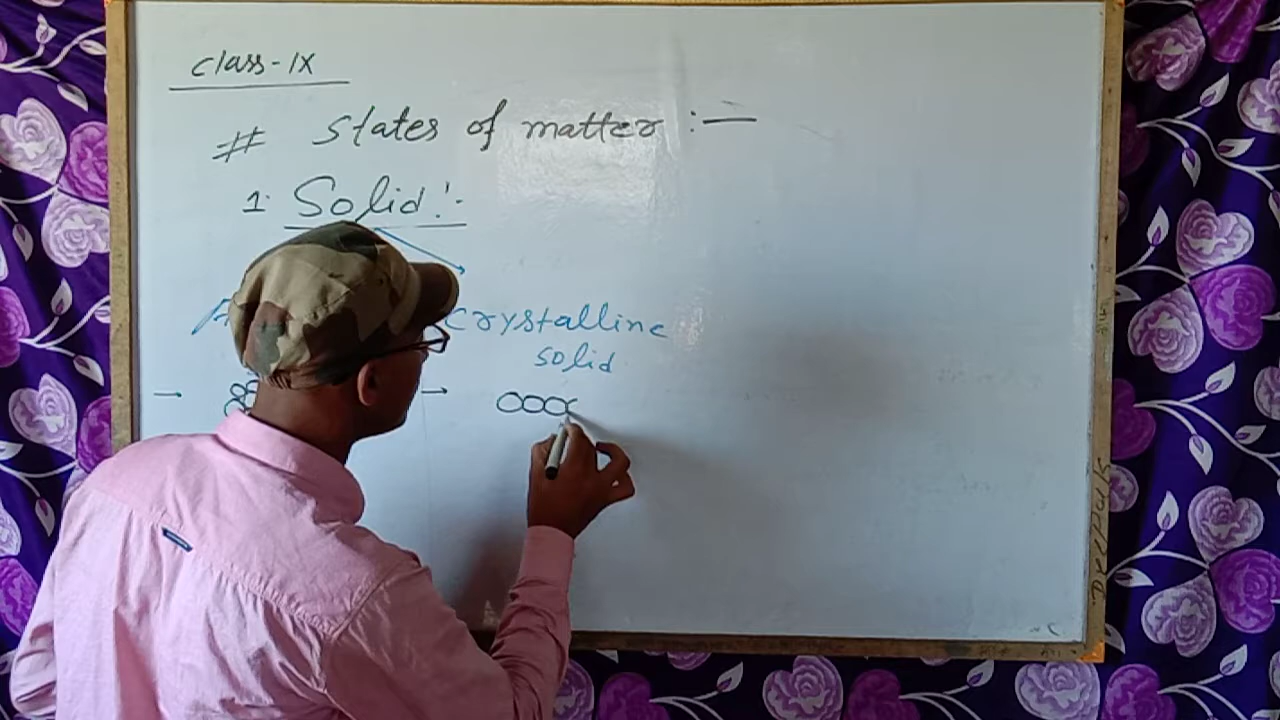 class-IX
# States of matter :—
1. Solid :-
Crystalline
solid